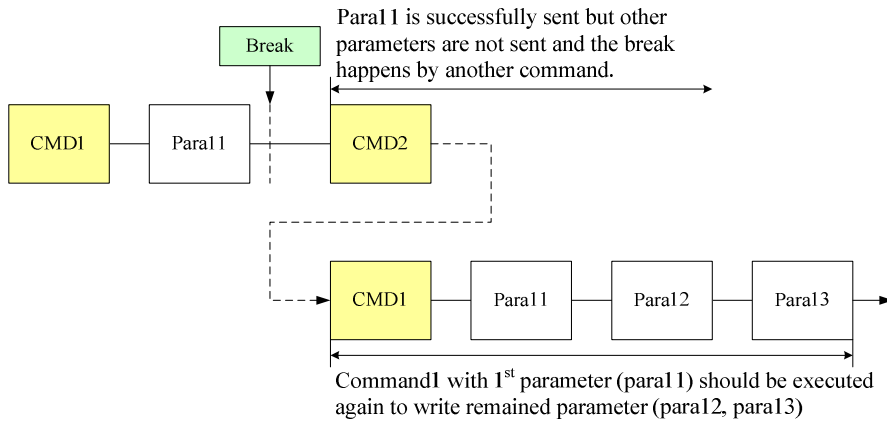 Para11 is successfully sent but other
parameters are not sent and the break
happens by another command.
Break
CMD1
Para11
CMD2
CMD1
Para11
Para12
Para13
Command1 with 1st parameter (para11) should be executed
again to write remained parameter (para12, para13)